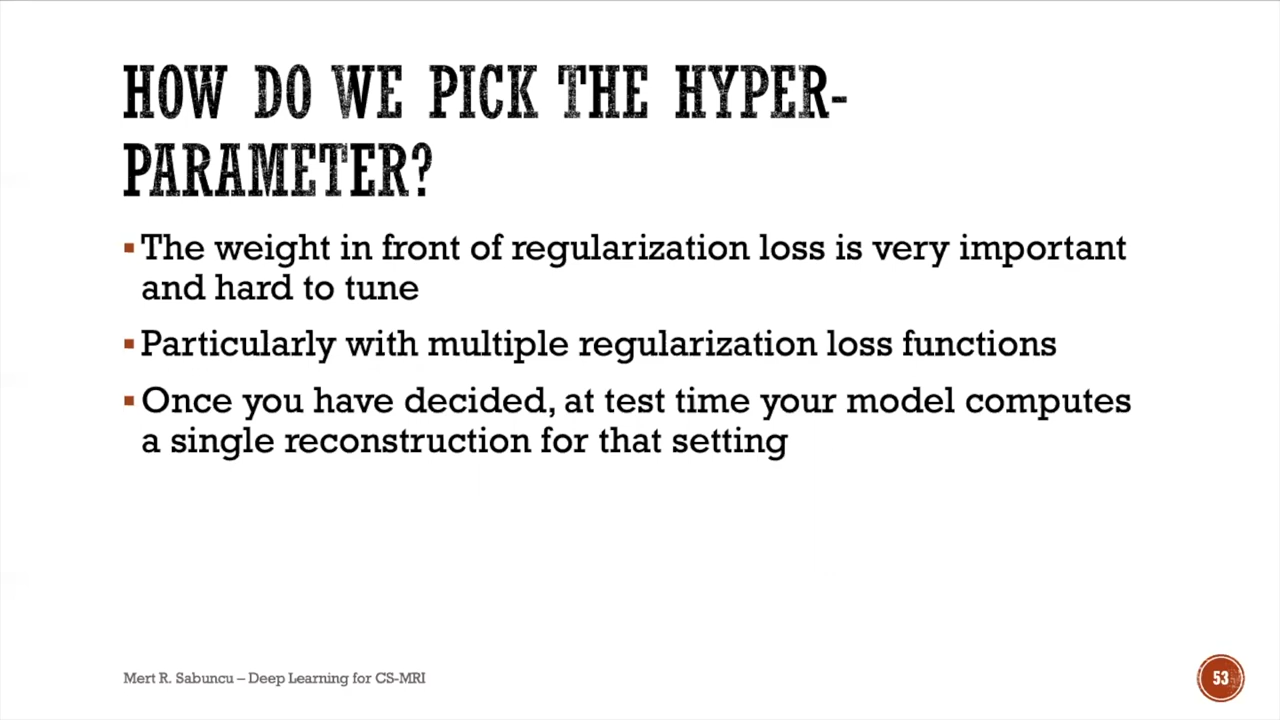 HOW DO WE PICK THE HYPER-
PARAMETER?
▪The weight in front of regularization loss is very important
and hard to tune
▪Particularly with multiple regularization loss functions
▪Once you have decided, at test time your model computes
a single reconstruction for that setting
Mert R. Sabuncu – Deep Learning for CS-MRI
53